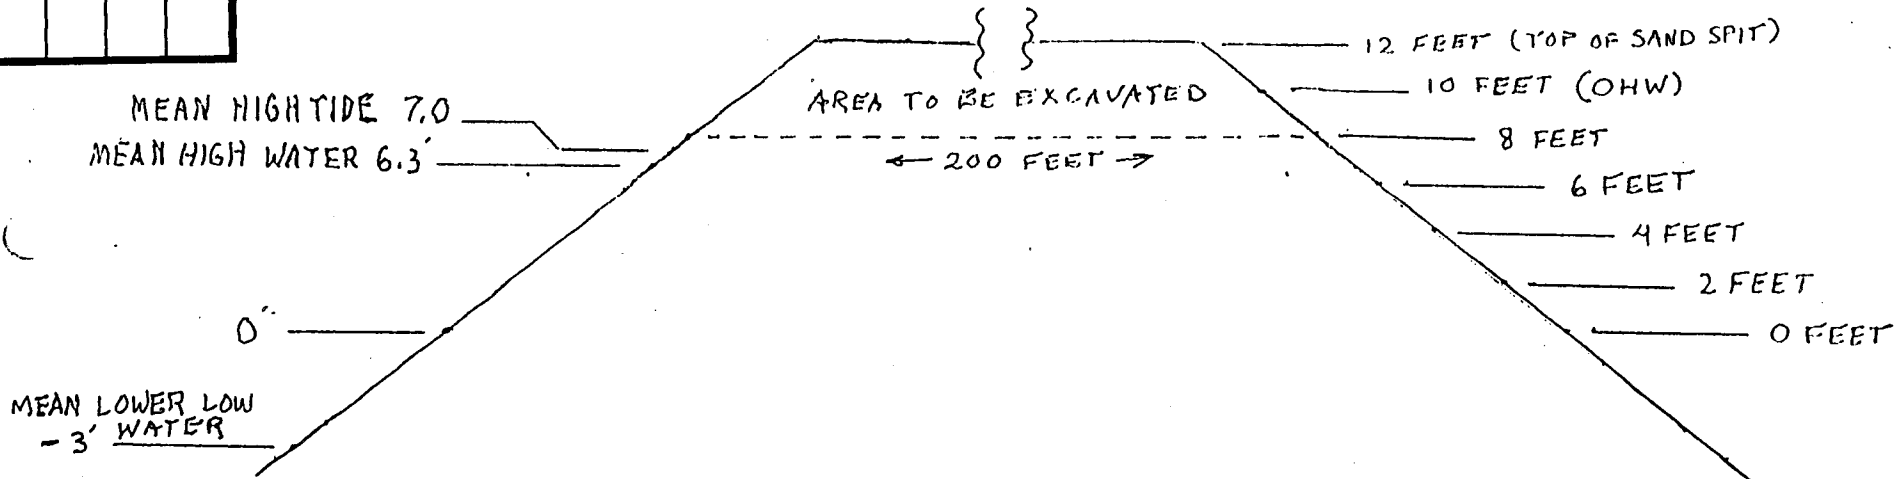 12 FEET (TOP OF SAND SPIT)
10 FEET (OHW)
AREA TO BE EXCAVATED
MEAN HIGH TIDE 7.0
8 FEET
MEAN HIGH WATER 6.3'
← 200 FEET →
6 FEET
4 FEET
2 FEET
0'
0 FEET
MEAN LOWER LOW
- 3' WATER